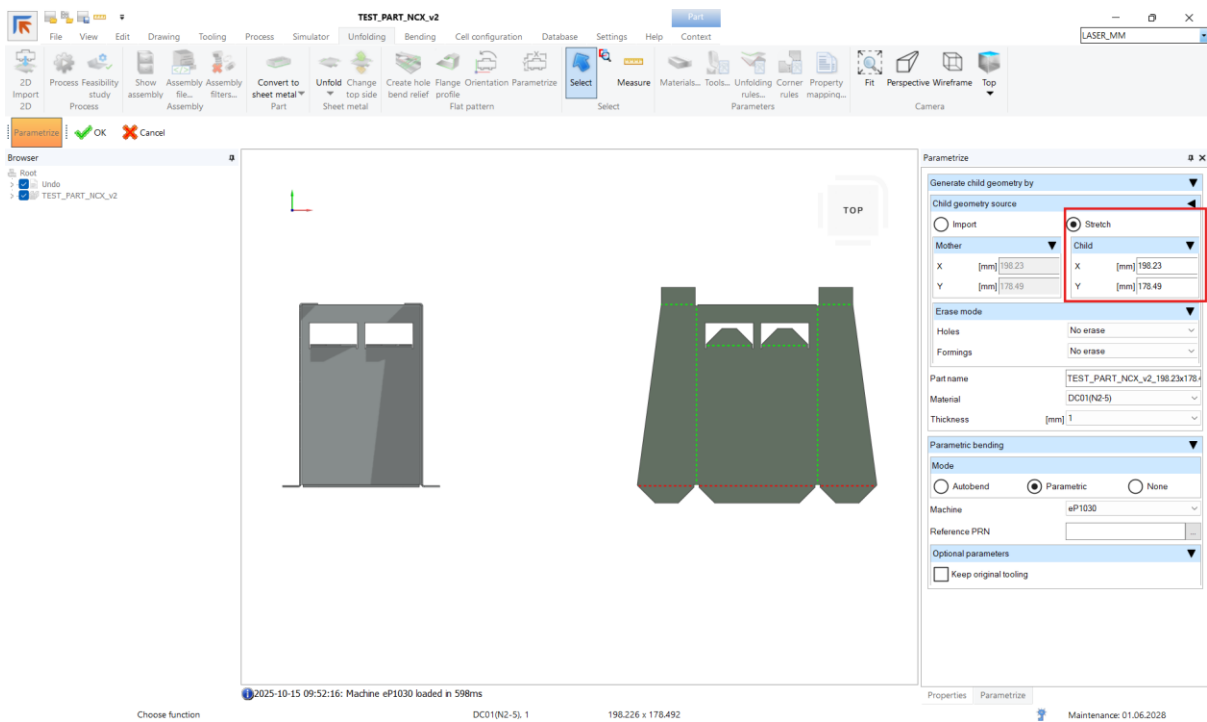 TEST_PART_NCX_v2
Part
File View Edit Drawing Tooling Process Simulator Unfolding Bending Cell configuration Database Settings Help Context
LASER_MM
2D Import
Process Feasibility study
Show assembly
Assembly file...
Assembly filters...
Convert to sheet metal
Unfold
Change top side
Create hole bend relief
Flange profile
Orientation
Parametrize
Select
Measure
Materials...
Tools...
Unfolding rules...
Corner rules
Property mapping...
Fit
Perspective
Wireframe
Top
2D Process Assembly Part Sheet metal Flat pattern Select Parameters Camera
Parametrize OK Cancel
Browser
Root
Undo
TEST_PART_NCX_v2
TOP
Parametrize
Generate child geometry by
Child geometry source
Import Stretch
Mother Child
X [mm] 198.23 X [mm] 198.23
Y [mm] 178.49 Y [mm] 178.49
Erase mode
Holes No erase
Formings No erase
Part name TEST_PART_NCX_v2_198.23x178.4
Material DC01(N2-5)
Thickness [mm] 1
Parametric bending
Mode
Autobend Parametric None
Machine eP1030
Reference PRN ...
Optional parameters
Keep original tooling
2025-10-15 09:52:16: Machine eP1030 loaded in 598ms
Properties Parametrize
Choose function DC01(N2-5), 1 198.226 x 178.492 Maintenance: 01.06.2028